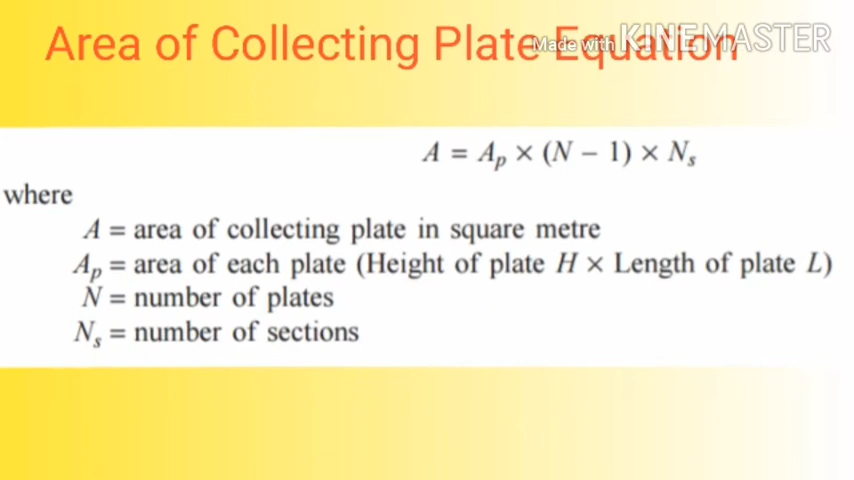 Area of Collecting Plate Equation
Made with KINEMASTER
A = Ap × (N − 1) × Ns
where
A = area of collecting plate in square metre
Ap = area of each plate (Height of plate H × Length of plate L)
N = number of plates
Ns = number of sections